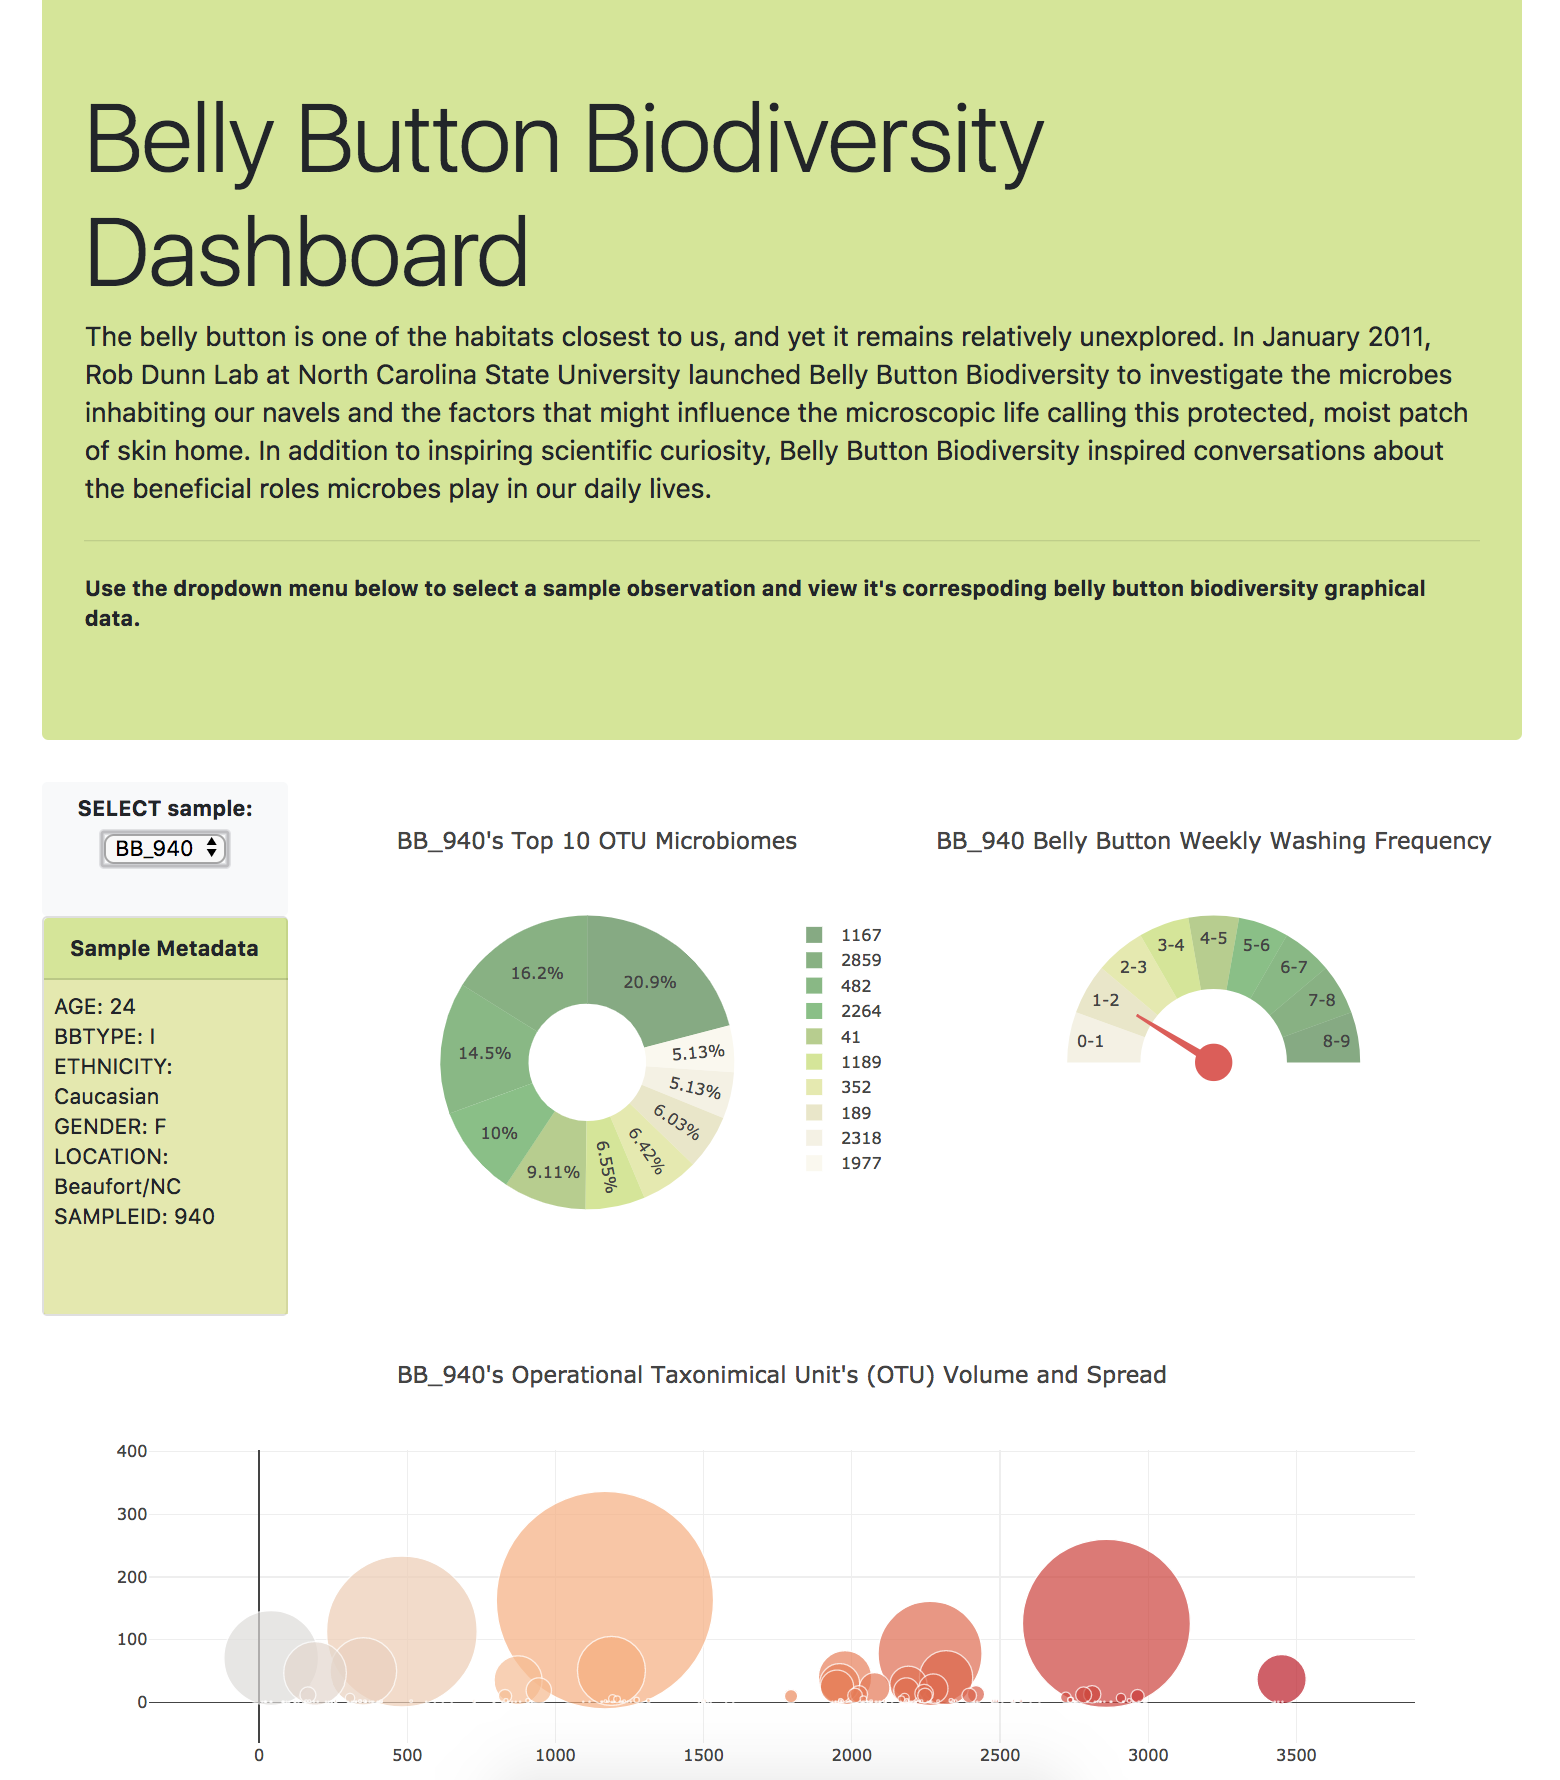 Belly Button Biodiversity
Dashboard
The belly button is one of the habitats closest to us, and yet it remains relatively unexplored. In January 2011,
Rob Dunn Lab at North Carolina State University launched Belly Button Biodiversity to investigate the microbes
inhabiting our navels and the factors that might influence the microscopic life calling this protected, moist patch
of skin home. In addition to inspiring scientific curiosity, Belly Button Biodiversity inspired conversations about
the beneficial roles microbes play in our daily lives.
Use the dropdown menu below to select a sample observation and view it's correspoding belly button biodiversity graphical
data.
SELECT sample:
BB_940
Sample Metadata
AGE: 24
BBTYPE: I
ETHNICITY:
Caucasian
GENDER: F
LOCATION:
Beaufort/NC
SAMPLEID: 940
BB_940's Top 10 OTU Microbiomes
20.9%
16.2%
14.5%
10%
9.11%
6.55%
6.42%
6.03%
5.13%
5.13%
1167
2859
482
2264
41
1189
352
189
2318
1977
BB_940 Belly Button Weekly Washing Frequency
0-1
1-2
2-3
3-4
4-5
5-6
6-7
7-8
8-9
BB_940's Operational Taxonimical Unit's (OTU) Volume and Spread
400
300
200
100
0
0 500 1000 1500 2000 2500 3000 3500